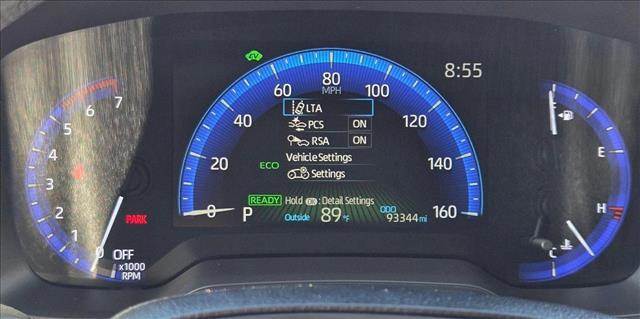 8:55
80
MPH
60
100
40
120
20
140
0
160
LTA
PCS ON
RSA ON
Vehicle Settings
Settings
ECO
READY Hold OK : Detail Settings
P
Outside 89 °F
ODO
93344 mi
7
6
5
4
3
2
1
0
OFF
x1000
RPM
PARK
F
E
H
C